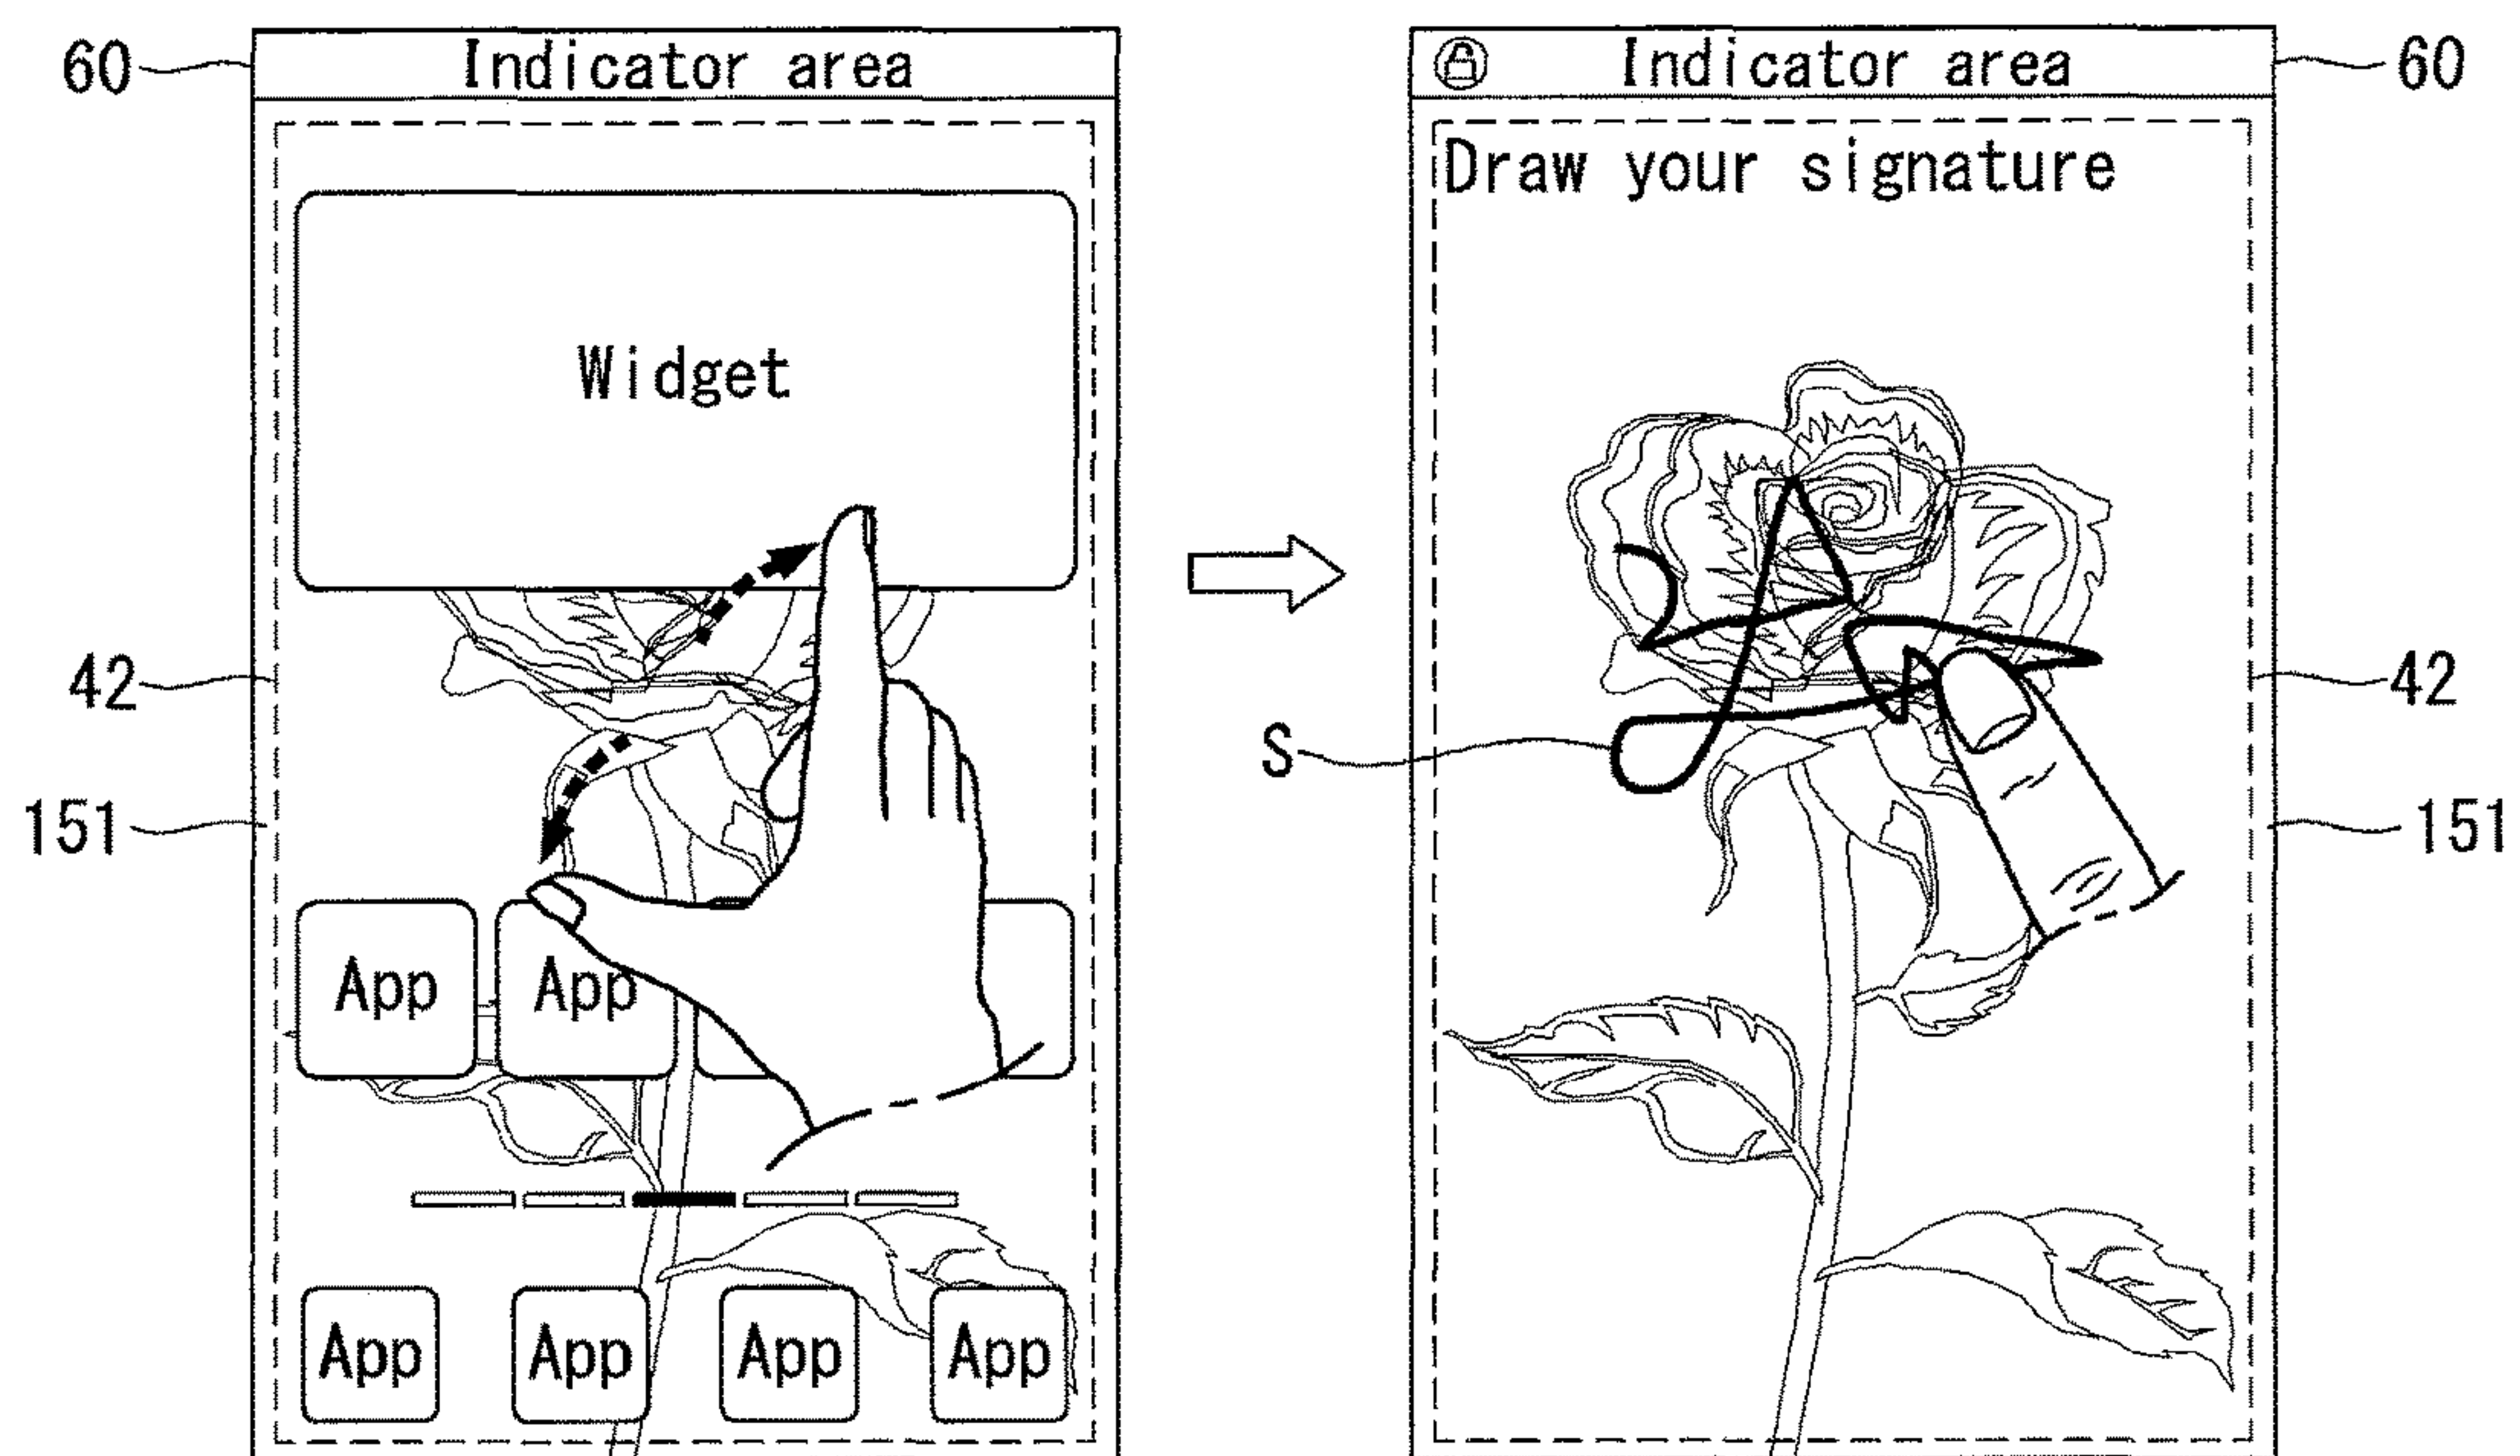 60
Indicator area
Widget
42
151
App App
App App App App
Indicator area
60
Draw your signature
S
42
151